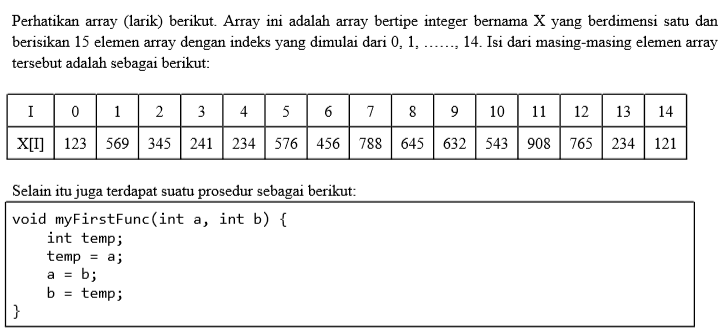 Perhatikan array (larik) berikut. Array ini adalah array bertipe integer bernama X yang berdimensi satu dan
berisikan 15 elemen array dengan indeks yang dimulai dari 0, 1, ……, 14. Isi dari masing-masing elemen array
tersebut adalah sebagai berikut:
I 0 1 2 3 4 5 6 7 8 9 10 11 12 13 14
X[I] 123 569 345 241 234 576 456 788 645 632 543 908 765 234 121
Selain itu juga terdapat suatu prosedur sebagai berikut:
void myFirstFunc(int a, int b) {
    int temp;
    temp = a;
    a = b;
    b = temp;
}